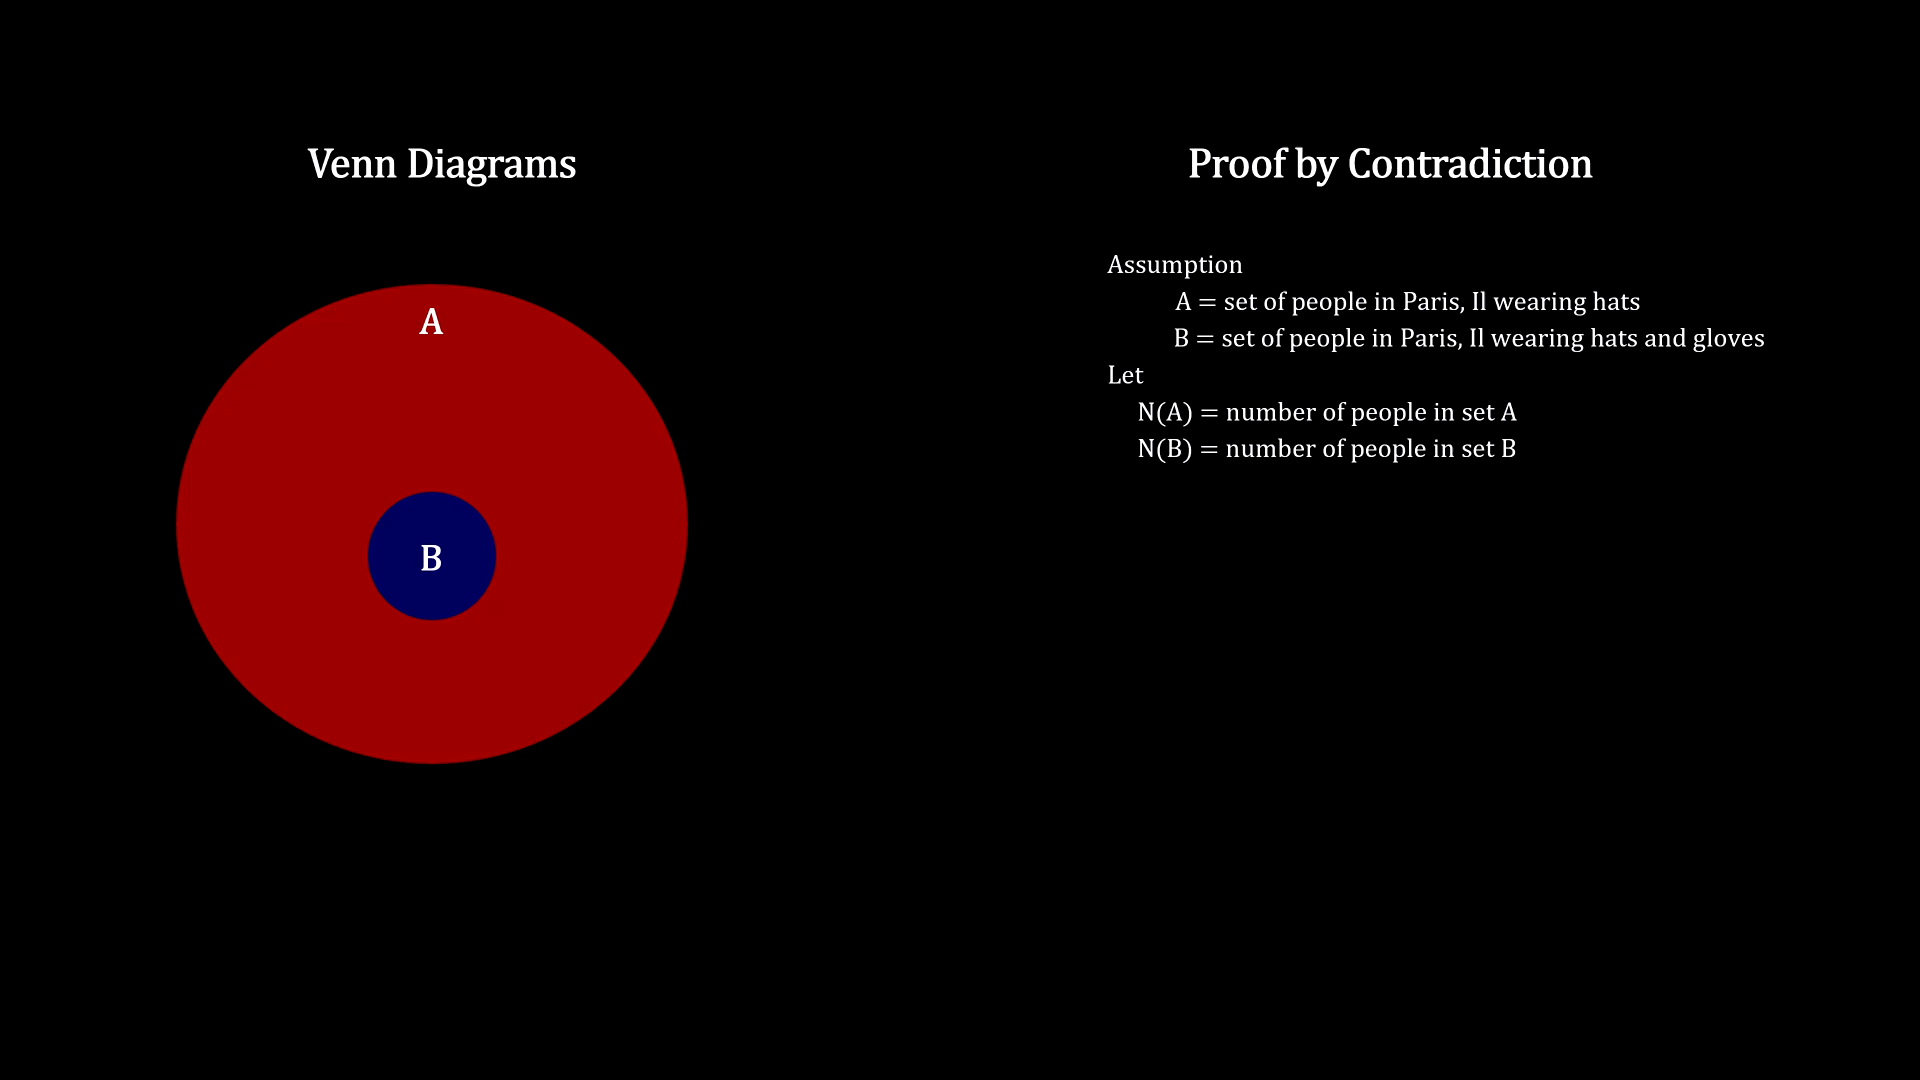 Venn Diagrams
A
B
Proof by Contradiction
Assumption
A = set of people in Paris, Il wearing hats
B = set of people in Paris, Il wearing hats and gloves
Let
N(A) = number of people in set A
N(B) = number of people in set B